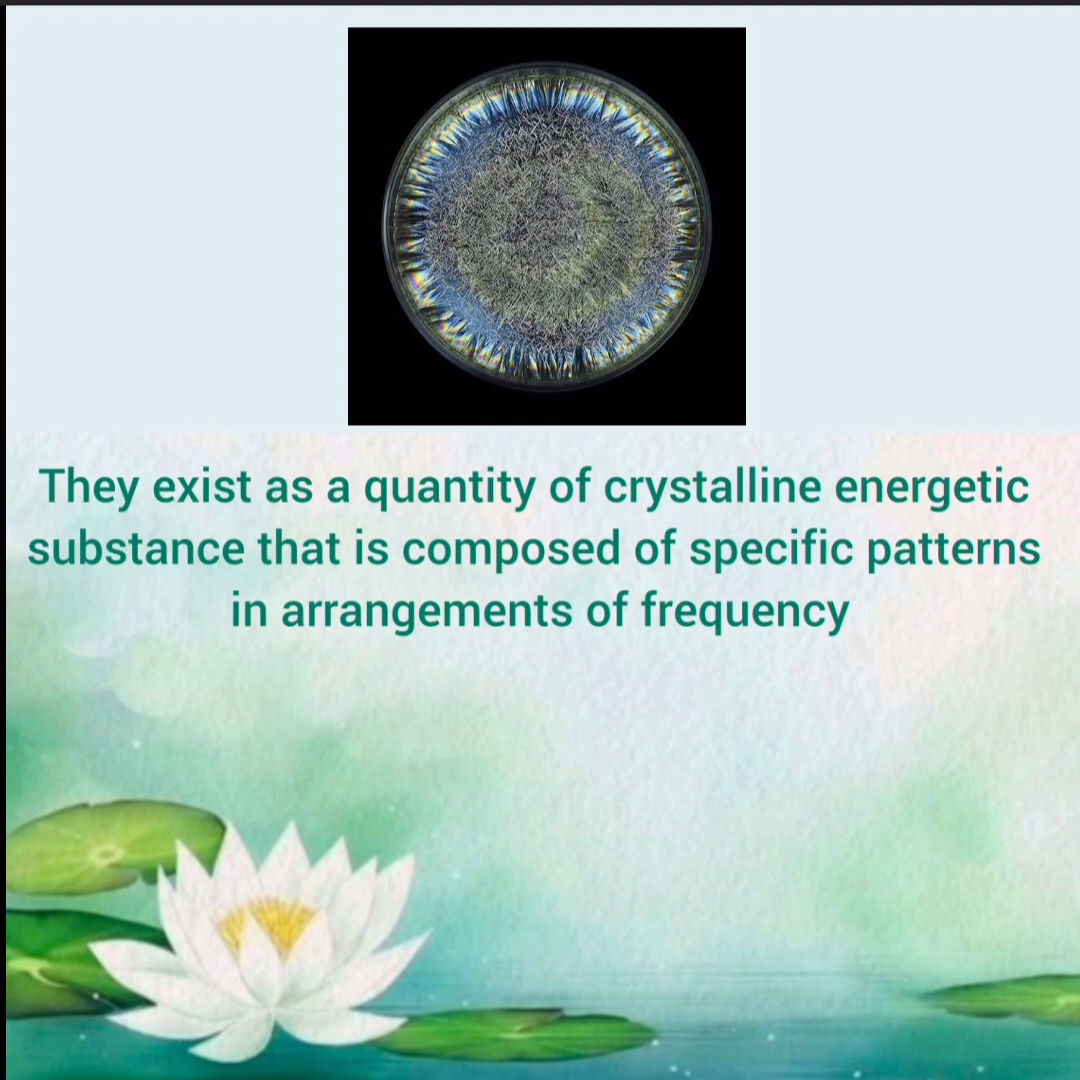 They exist as a quantity of crystalline energetic
substance that is composed of specific patterns
in arrangements of frequency